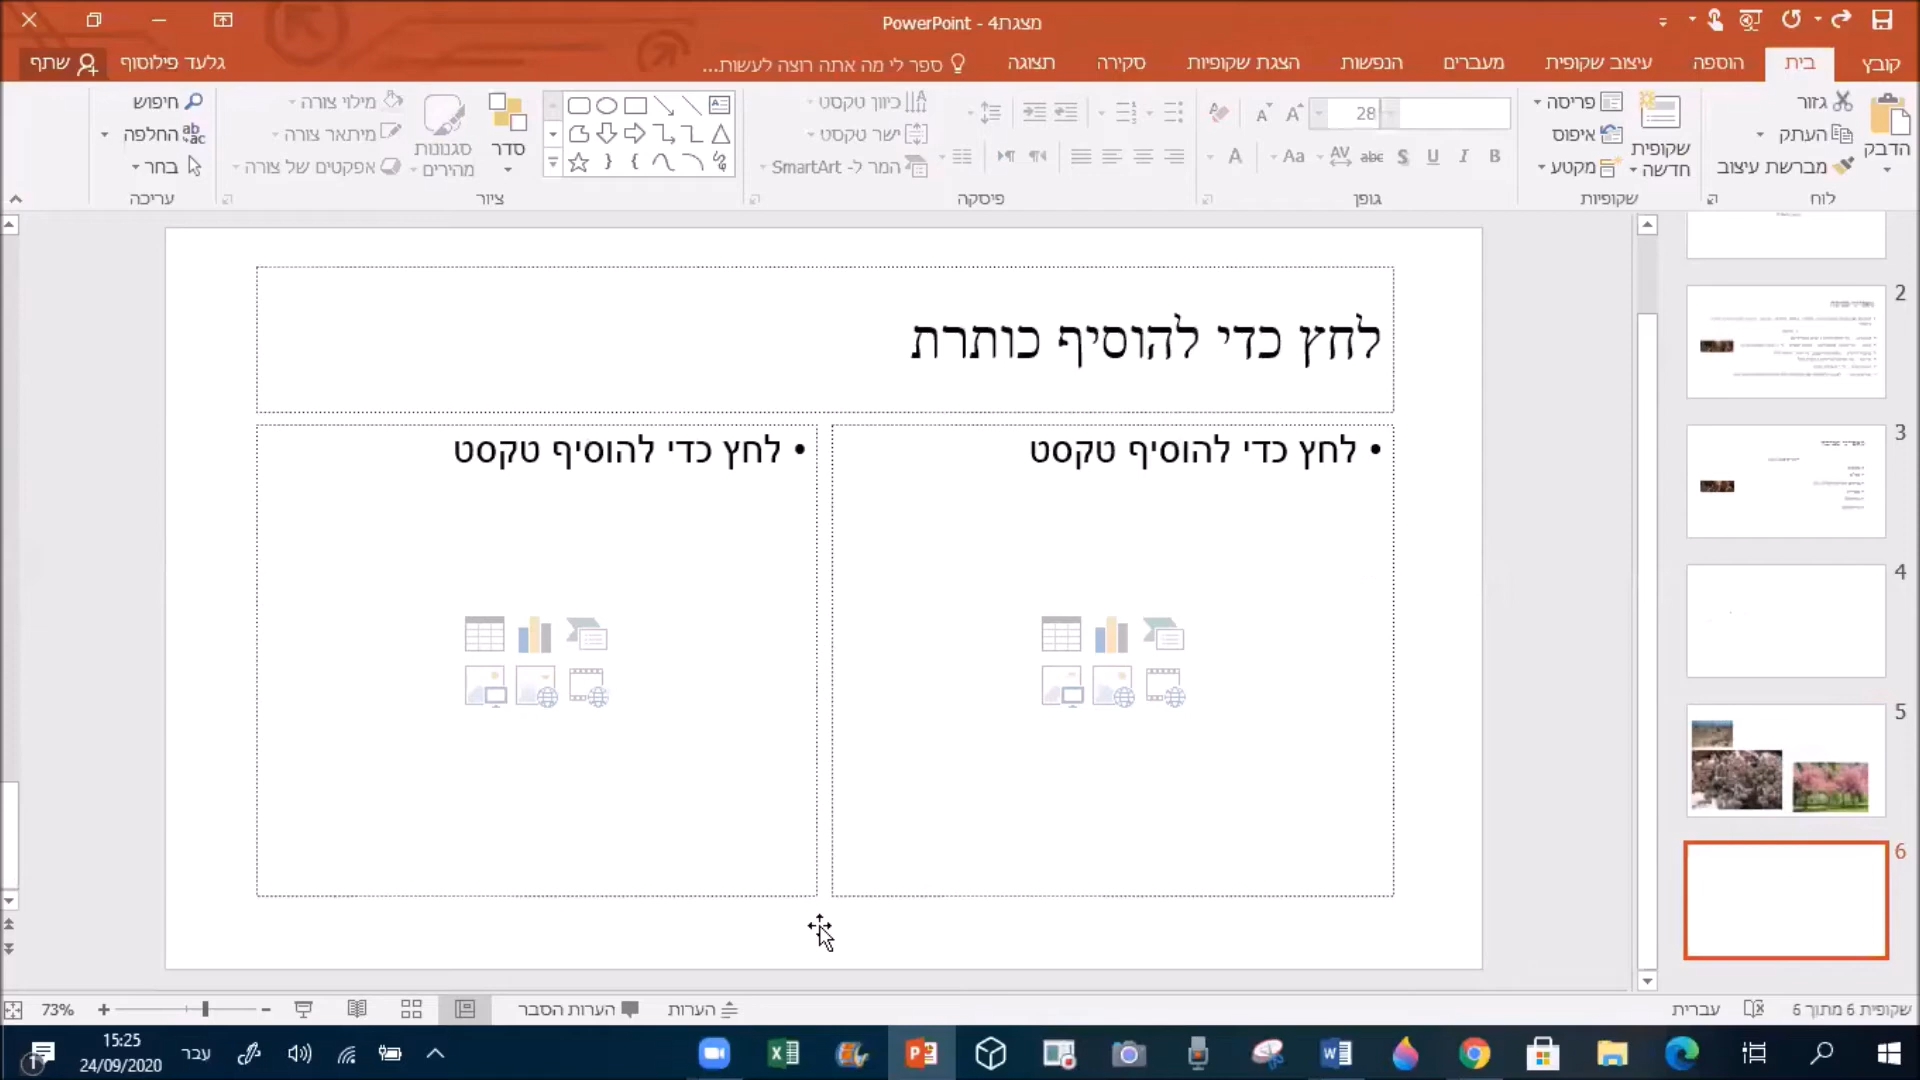 מצגת4 - PowerPoint
קובץ
בית
הוספה
עיצוב שקופית
מעברים
הנפשות
הצגת שקופיות
סקירה
תצוגה
ספר לי מה אתה רוצה לעשות...
גלעד פילוסוף
שתף
הדבק
גזור
העתק
מברשת עיצוב
לוח
שקופית חדשה
פריסה
איפוס
מקטע
שקופיות
28
B I U S abc AV Aa A
גופן
כיוון טקסט
ישר טקסט
המר ל- SmartArt
פיסקה
סדר
סגנונות מהירים
מילוי צורה
מיתאר צורה
אפקטים של צורה
ציור
חיפוש
החלפה
בחר
עריכה
לחץ כדי להוסיף כותרת
• לחץ כדי להוסיף טקסט
• לחץ כדי להוסיף טקסט
2
3
4
5
6
שקופית 6 מתוך 6
עברית
הערות
הערות הסבר
73%
עבר
15:25
24/09/2020
1